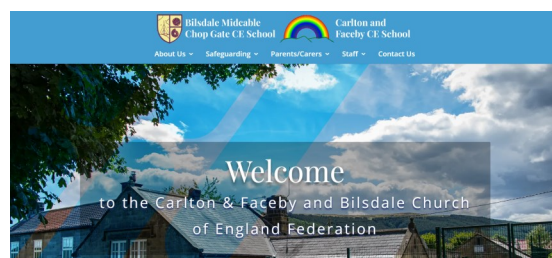 Bilsdale Mideable
Chop Gate CE School
Carlton and
Faceby CE School
About Us
Safeguarding
Parents/Carers
Staff
Contact Us
Welcome
to the Carlton & Faceby and Bilsdale Church
of England Federation